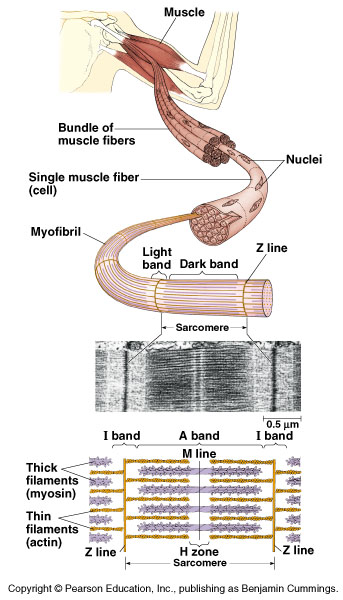 Muscle
Bundle of
muscle fibers
Nuclei
Single muscle fiber
(cell)
Myofibril
Z line
Light
band
Dark band
Sarcomere
0.5 µm
I band
A band
I band
M line
Thick
filaments
(myosin)
Thin
filaments
(actin)
Z line
H zone
Z line
Sarcomere
Copyright © Pearson Education, Inc., publishing as Benjamin Cummings.